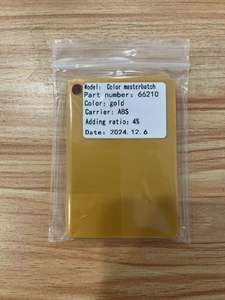 Model: Color masterbatch
Part number: 66210
Color: gold
Carrier: ABS
Adding ratio: 4%
Date: 2024.12.6